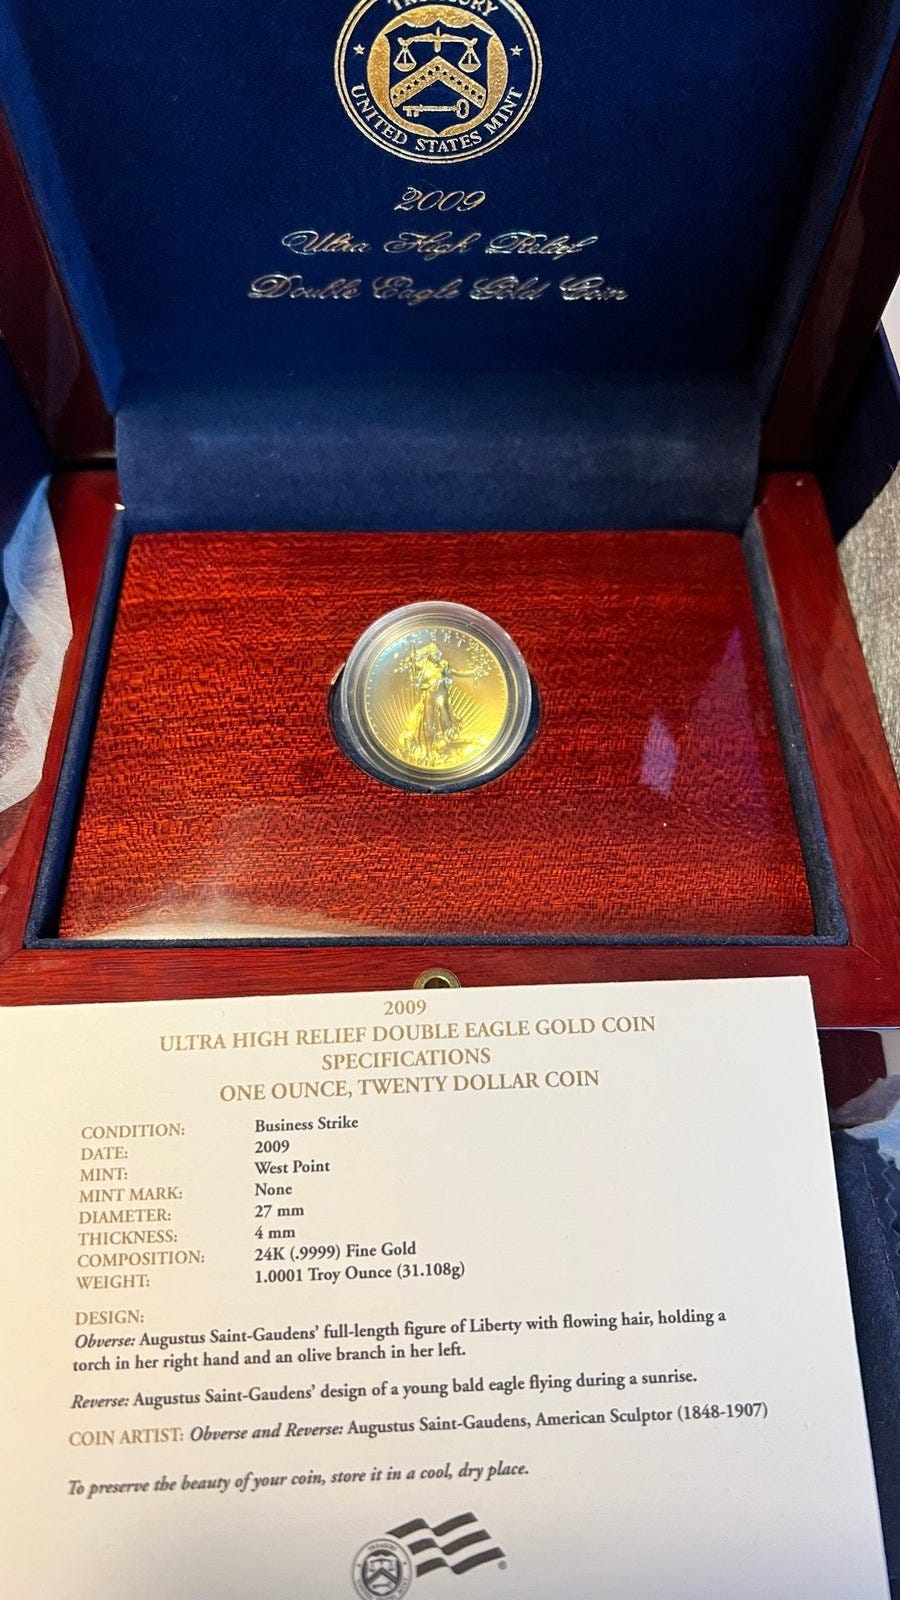 TREASURY
UNITED STATES MINT
2009
Ultra High Relief
Double Eagle Gold Coin
2009
ULTRA HIGH RELIEF DOUBLE EAGLE GOLD COIN
SPECIFICATIONS
ONE OUNCE, TWENTY DOLLAR COIN
CONDITION: Business Strike
DATE: 2009
MINT: West Point
MINT MARK: None
DIAMETER: 27 mm
THICKNESS: 4 mm
COMPOSITION: 24K (.9999) Fine Gold
WEIGHT: 1.0001 Troy Ounce (31.108g)
DESIGN:
Obverse: Augustus Saint-Gaudens' full-length figure of Liberty with flowing hair, holding a
torch in her right hand and an olive branch in her left.
Reverse: Augustus Saint-Gaudens' design of a young bald eagle flying during a sunrise.
COIN ARTIST: Obverse and Reverse: Augustus Saint-Gaudens, American Sculptor (1848-1907)
To preserve the beauty of your coin, store it in a cool, dry place.